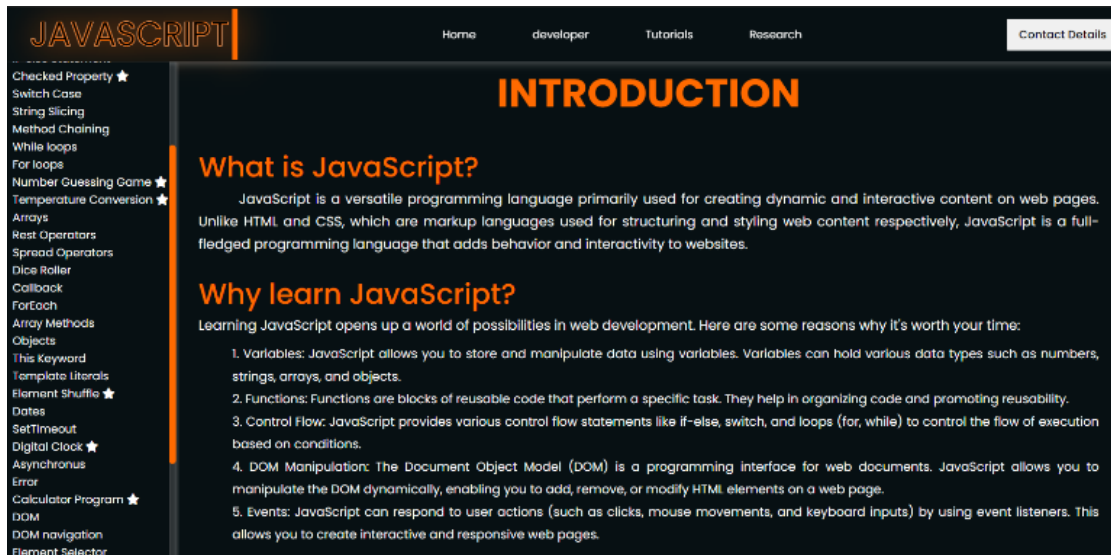 JAVASCRIPT
Home developer Tutorials Research Contact Details
Checked Property
Switch Case
String Slicing
Method Chaining
While loops
For loops
Number Guessing Game
Temperature Conversion
Arrays
Rest Operators
Spread Operators
Dice Roller
Callback
ForEach
Array Methods
Objects
This Keyword
Template Literals
Element Shuffle
Dates
SetTimeout
Digital Clock
Asynchronus
Error
Calculator Program
DOM
DOM navigation
Element Selector
INTRODUCTION
What is JavaScript?
JavaScript is a versatile programming language primarily used for creating dynamic and interactive content on web pages.
Unlike HTML and CSS, which are markup languages used for structuring and styling web content respectively, JavaScript is a full-
fledged programming language that adds behavior and interactivity to websites.
Why learn JavaScript?
Learning JavaScript opens up a world of possibilities in web development. Here are some reasons why it's worth your time:
1. Variables: JavaScript allows you to store and manipulate data using variables. Variables can hold various data types such as numbers,
strings, arrays, and objects.
2. Functions: Functions are blocks of reusable code that perform a specific task. They help in organizing code and promoting reusability.
3. Control Flow: JavaScript provides various control flow statements like if-else, switch, and loops (for, while) to control the flow of execution
based on conditions.
4. DOM Manipulation: The Document Object Model (DOM) is a programming interface for web documents. JavaScript allows you to
manipulate the DOM dynamically, enabling you to add, remove, or modify HTML elements on a web page.
5. Events: JavaScript can respond to user actions (such as clicks, mouse movements, and keyboard inputs) by using event listeners. This
allows you to create interactive and responsive web pages.